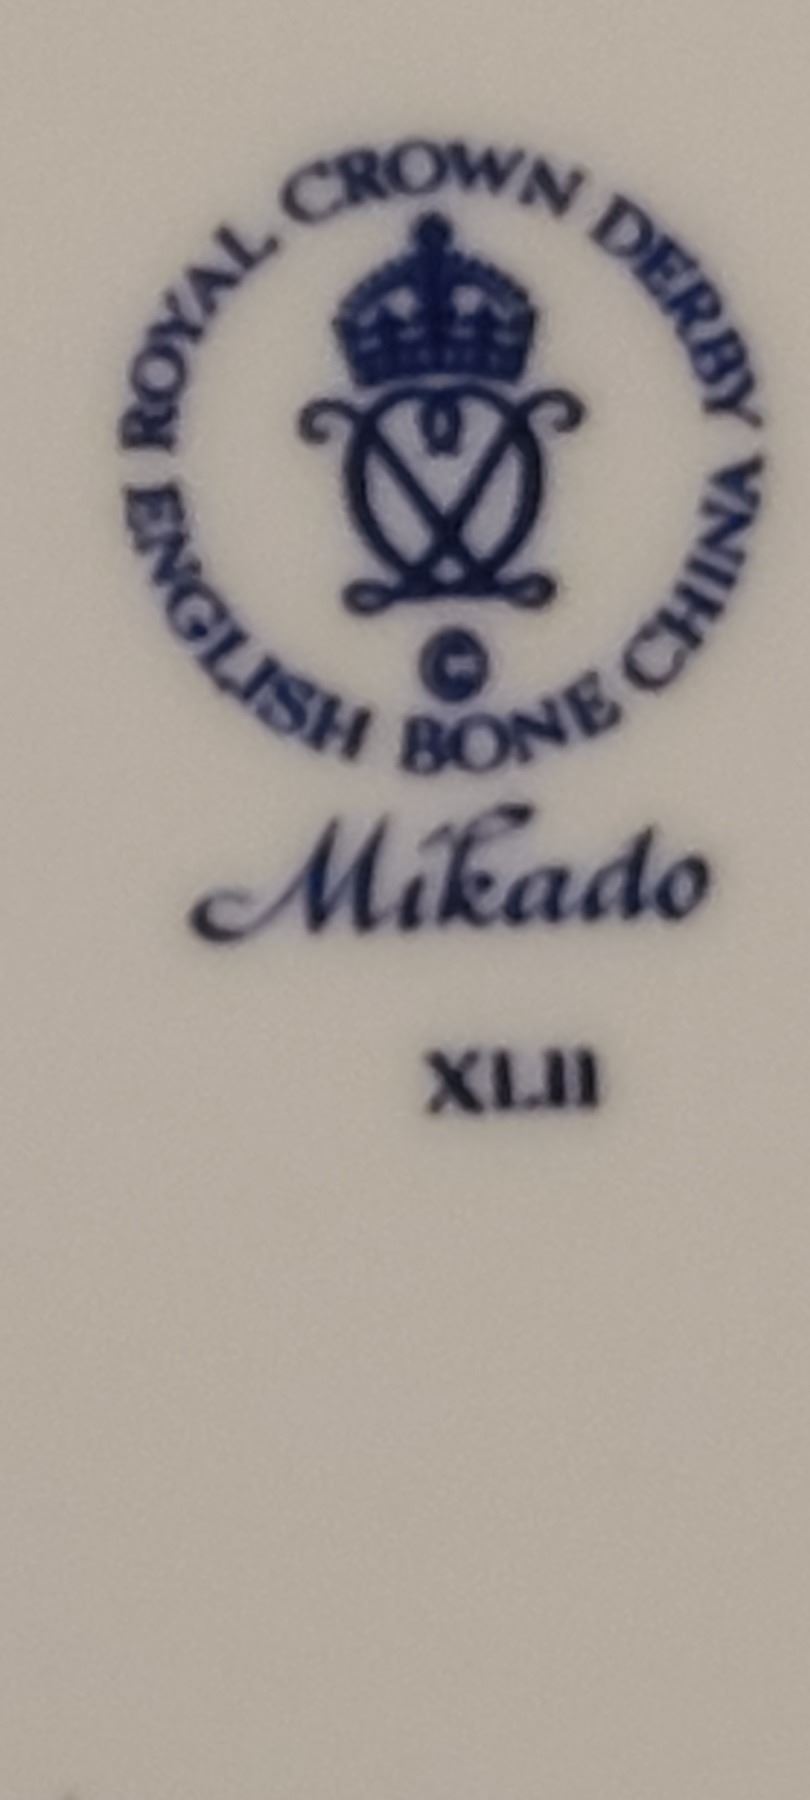 ROYAL CROWN DERBY
©
ENGLISH BONE CHINA
Mikado
XLII